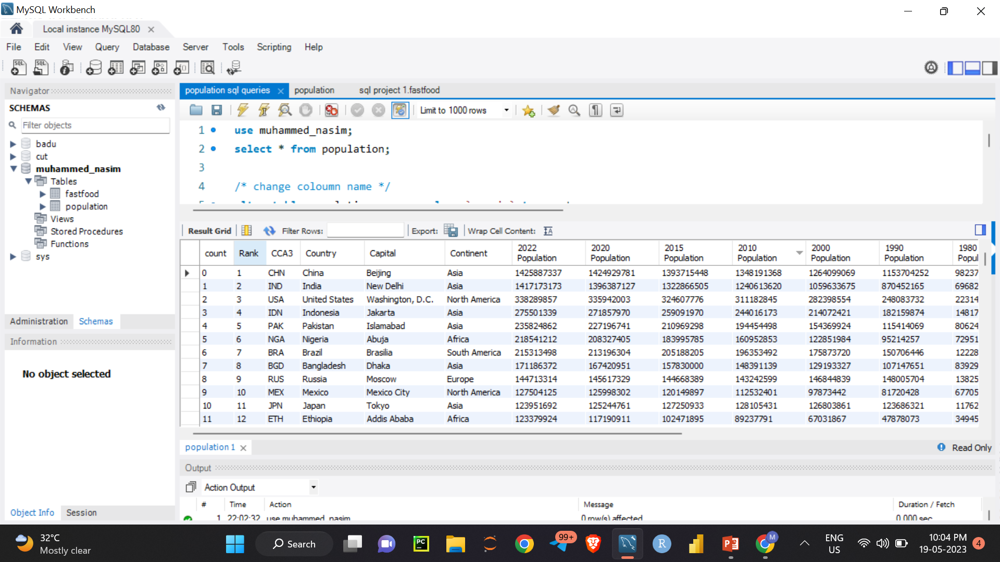 MySQL Workbench
Local instance MySQL80
File Edit View Query Database Server Tools Scripting Help
Navigator
SCHEMAS
Filter objects
badu
cut
muhammed_nasim
Tables
fastfood
population
Views
Stored Procedures
Functions
sys
Administration Schemas
Information
No object selected
Object Info Session
population sql queries population sql project 1.fastfood
Limit to 1000 rows
1 use muhammed_nasim;
2 select * from population;
3
4 /* change coloumn name */
Result Grid Filter Rows: Export: Wrap Cell Content:
count Rank CCA3 Country Capital Continent 2022 Population 2020 Population 2015 Population 2010 Population 2000 Population 1990 Population 1980 Popul
0 1 CHN China Beijing Asia 1425887337 1424929781 1393715448 1348191368 1264099069 1153704252 98237
1 2 IND India New Delhi Asia 1417173173 1396387127 1322866505 1240613620 1059633675 870452165 69682
2 3 USA United States Washington, D.C. North America 338289857 335942003 324607776 311182845 282398554 248083732 22314
3 4 IDN Indonesia Jakarta Asia 275501339 271857970 259091970 244016173 214072421 182159874 14817
4 5 PAK Pakistan Islamabad Asia 235824862 227196741 210969298 194454498 154369924 115414069 80624
5 6 NGA Nigeria Abuja Africa 218541212 208327405 183995785 160952853 122851984 95214257 72951
6 7 BRA Brazil Brasilia South America 215313498 213196304 205188205 196353492 175873720 150706446 12228
7 8 BGD Bangladesh Dhaka Asia 171186372 167420951 157830000 148391139 129193327 107147651 83929
8 9 RUS Russia Moscow Europe 144713314 145617329 144668389 143242599 146844839 148005704 13825
9 10 MEX Mexico Mexico City North America 127504125 125998302 120149897 112532401 97873442 81720428 67705
10 11 JPN Japan Tokyo Asia 123951692 125244761 127250933 128105431 126803861 123686321 11762
11 12 ETH Ethiopia Addis Ababa Africa 123379924 117190911 102471895 89237791 67031867 47878073 34945
population 1 Read Only
Output
Action Output
# Time Action Message Duration / Fetch
1 22:02:32 use muhammed_nasim 0 row(s) affected 0.000 sec
32°C
Mostly clear
Search
PC
99+
R
M
ENG
US
10:04 PM
19-05-2023
4